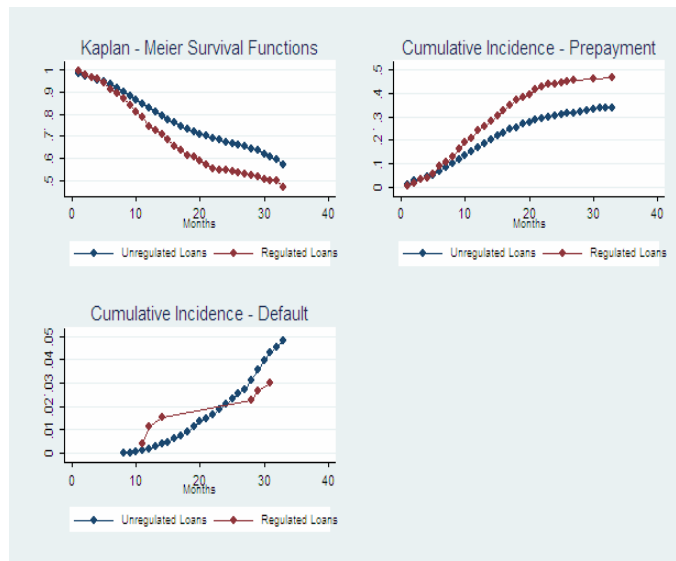 Kaplan - Meier Survival Functions
1
.9
.8
.7
.6
.5
0 10 20 30 40
Months
Unregulated Loans Regulated Loans
Cumulative Incidence - Prepayment
.5
.4
.3
.2
.1
0
0 10 20 30 40
Months
Unregulated Loans Regulated Loans
Cumulative Incidence - Default
.05
.04
.03
.02
.01
0
0 10 20 30 40
Months
Unregulated Loans Regulated Loans